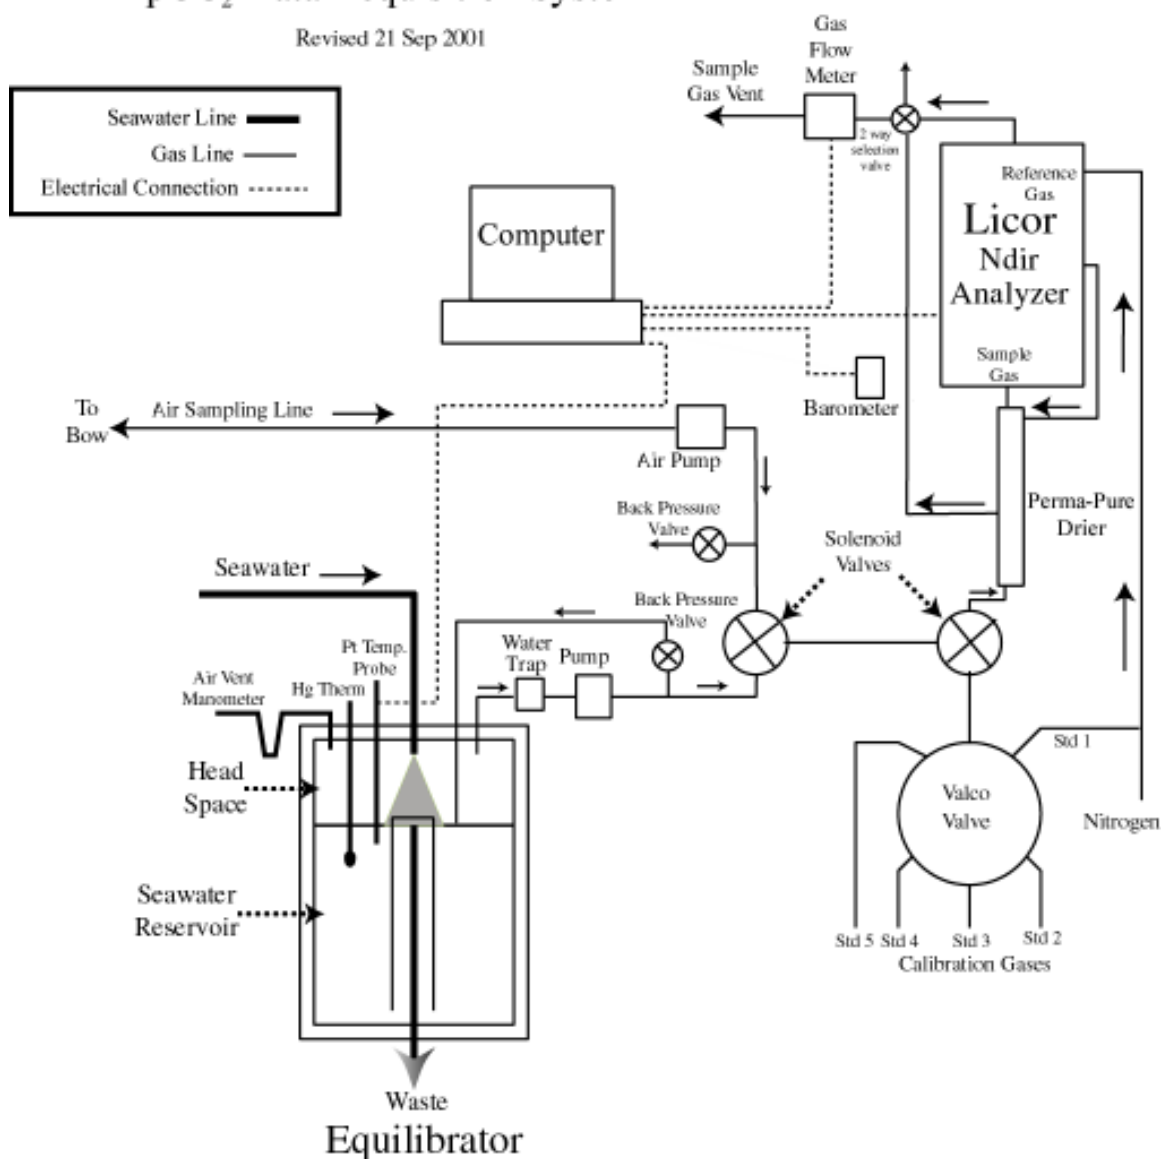 Revised 21 Sep 2001
Seawater Line
Gas Line
Electrical Connection
Sample
Gas Vent
Gas
Flow
Meter
2 way
selection
valve
Reference
Gas
Licor
Ndir
Analyzer
Sample
Gas
Computer
Barometer
To
Bow
Air Sampling Line
Air Pump
Back Pressure
Valve
Solenoid
Valves
Perma-Pure
Drier
Seawater
Back Pressure
Valve
Water
Trap
Pump
Pt Temp.
Probe
Air Vent
Manometer
Hg Therm
Head
Space
Seawater
Reservoir
Std 1
Valco
Valve
Nitrogen
Std 5
Std 4
Std 3
Std 2
Calibration Gases
Waste
Equilibrator